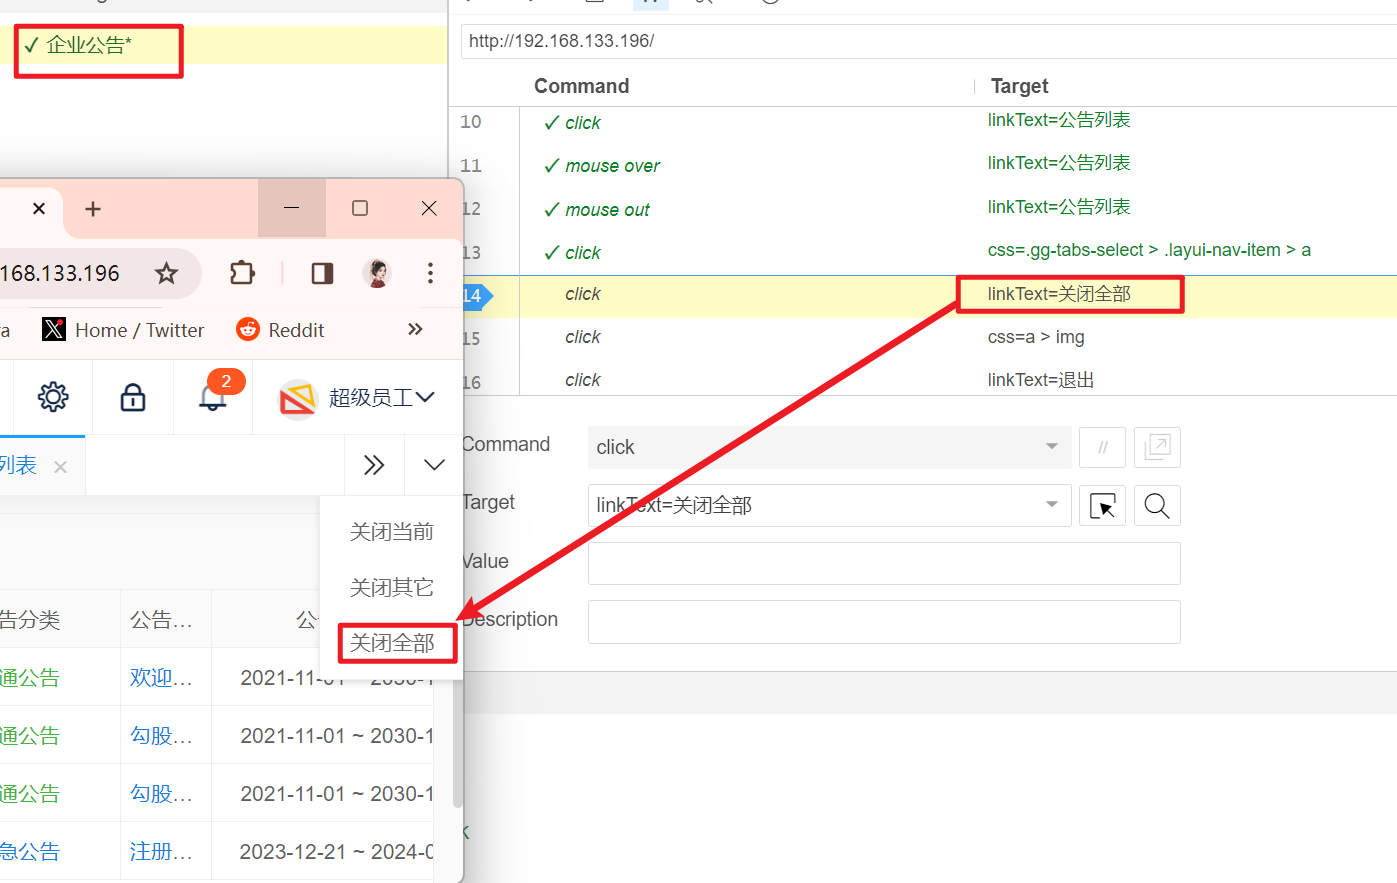 ✓ 企业公告*
http://192.168.133.196/
Command Target
10 ✓ click linkText=公告列表
11 ✓ mouse over linkText=公告列表
12 ✓ mouse out linkText=公告列表
13 ✓ click css=.gg-tabs-select > .layui-nav-item > a
14 click linkText=关闭全部
15 click css=a > img
16 click linkText=退出
Command click //
Target linkText=关闭全部
Value
Description
168.133.196
Home / Twitter Reddit
2
超级员工
列表
关闭当前
关闭其它
关闭全部
告分类 公告...
通公告 欢迎...
通公告 勾股... 2021-11-01 ~ 2030-1
通公告 勾股... 2021-11-01 ~ 2030-1
急公告 注册... 2023-12-21 ~ 2024-0